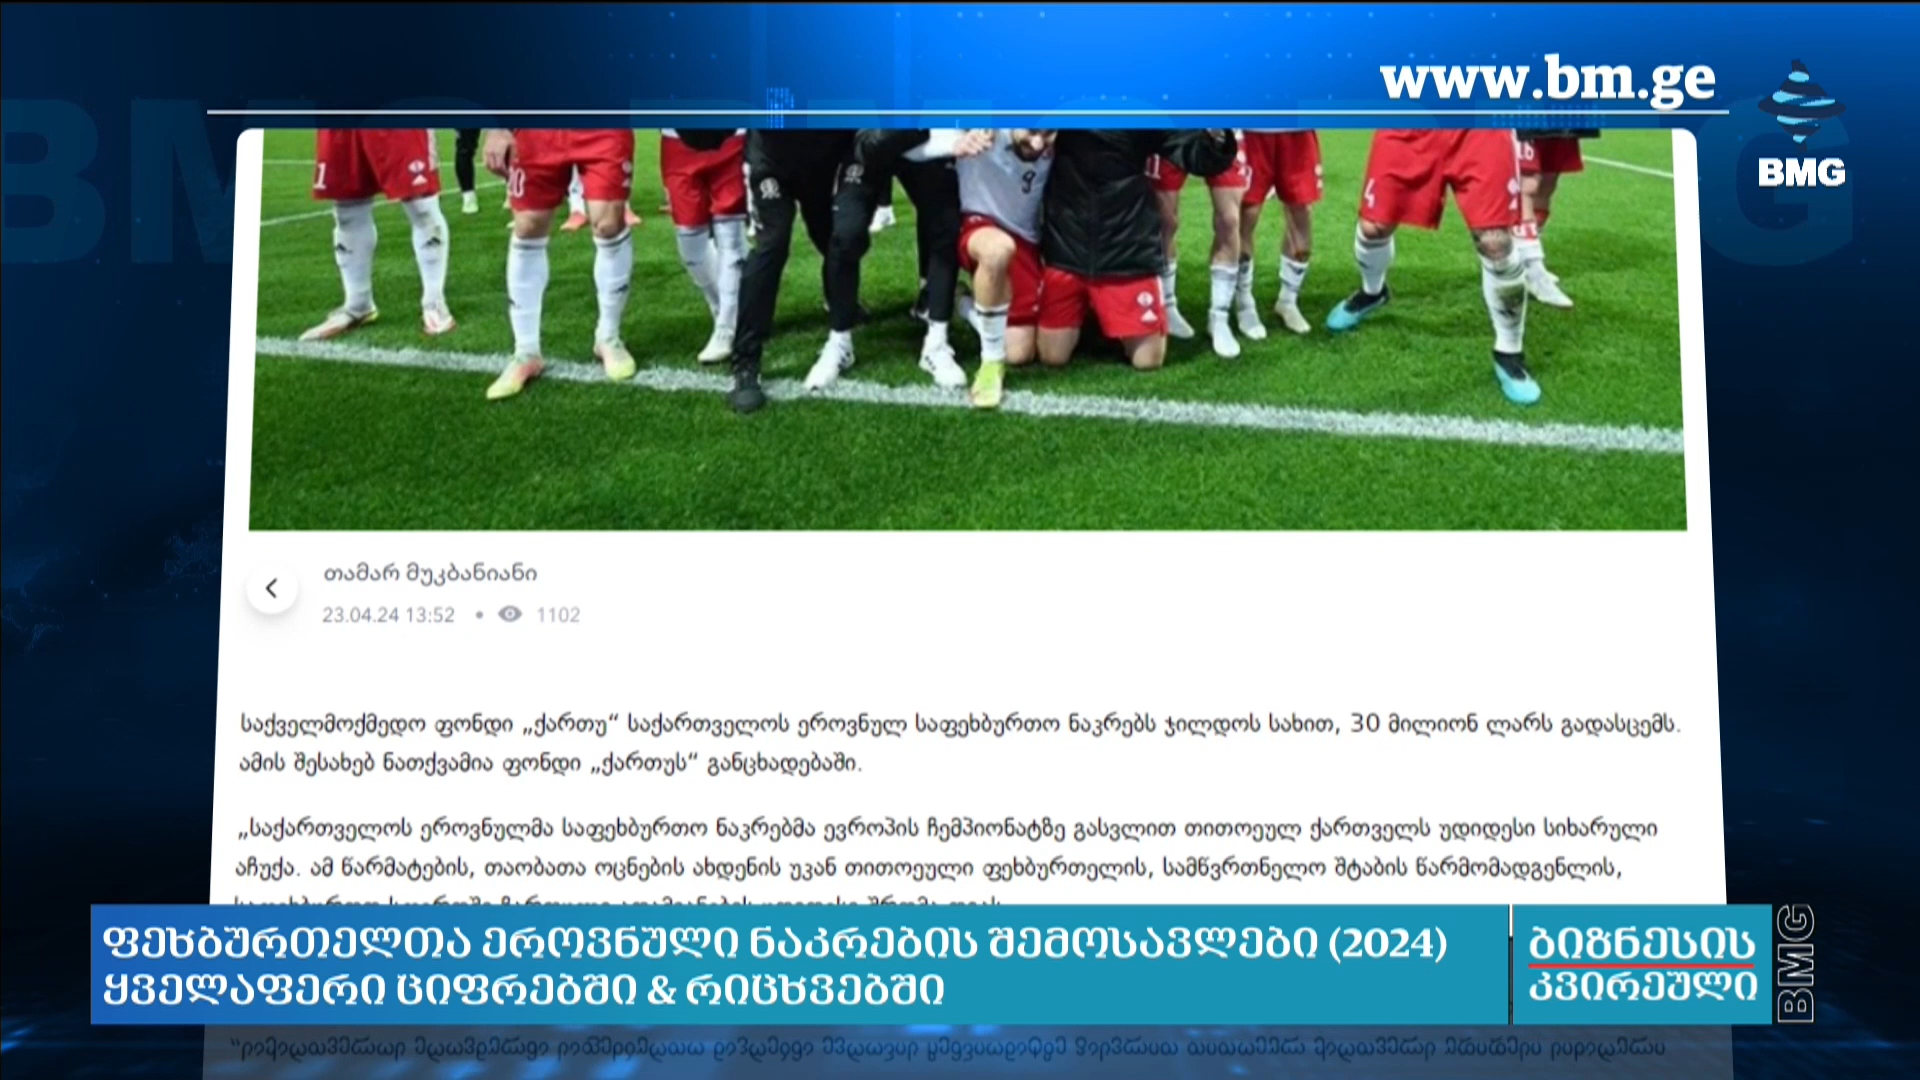 www.bm.ge
BMG
თამარ მუკბანიანი
23.04.24 13:52 • 1102
საქველმოქმედო ფონდი „ქართუ“ საქართველოს ეროვნულ საფეხბურთო ნაკრებს ჯილდოს სახით, 30 მილიონ ლარს გადასცემს.
ამის შესახებ ნათქვამია ფონდი „ქართუს“ განცხადებაში.
„საქართველოს ეროვნულმა საფეხბურთო ნაკრებმა ევროპის ჩემპიონატზე გასვლით თითოეულ ქართველს უდიდესი სიხარული
აჩუქა. ამ წარმატების, თაობათა ოცნების ახდენის უკან თითოეული ფეხბურთელის, სამწვრთნელო შტაბის წარმომადგენლის,
ფეხბურთელთა ეროვნული ნაკრების შემოსავლები (2024)
ყველაფერი ციფრებში & რიცხვებში
ბიზნესის
კვირეული
BMG